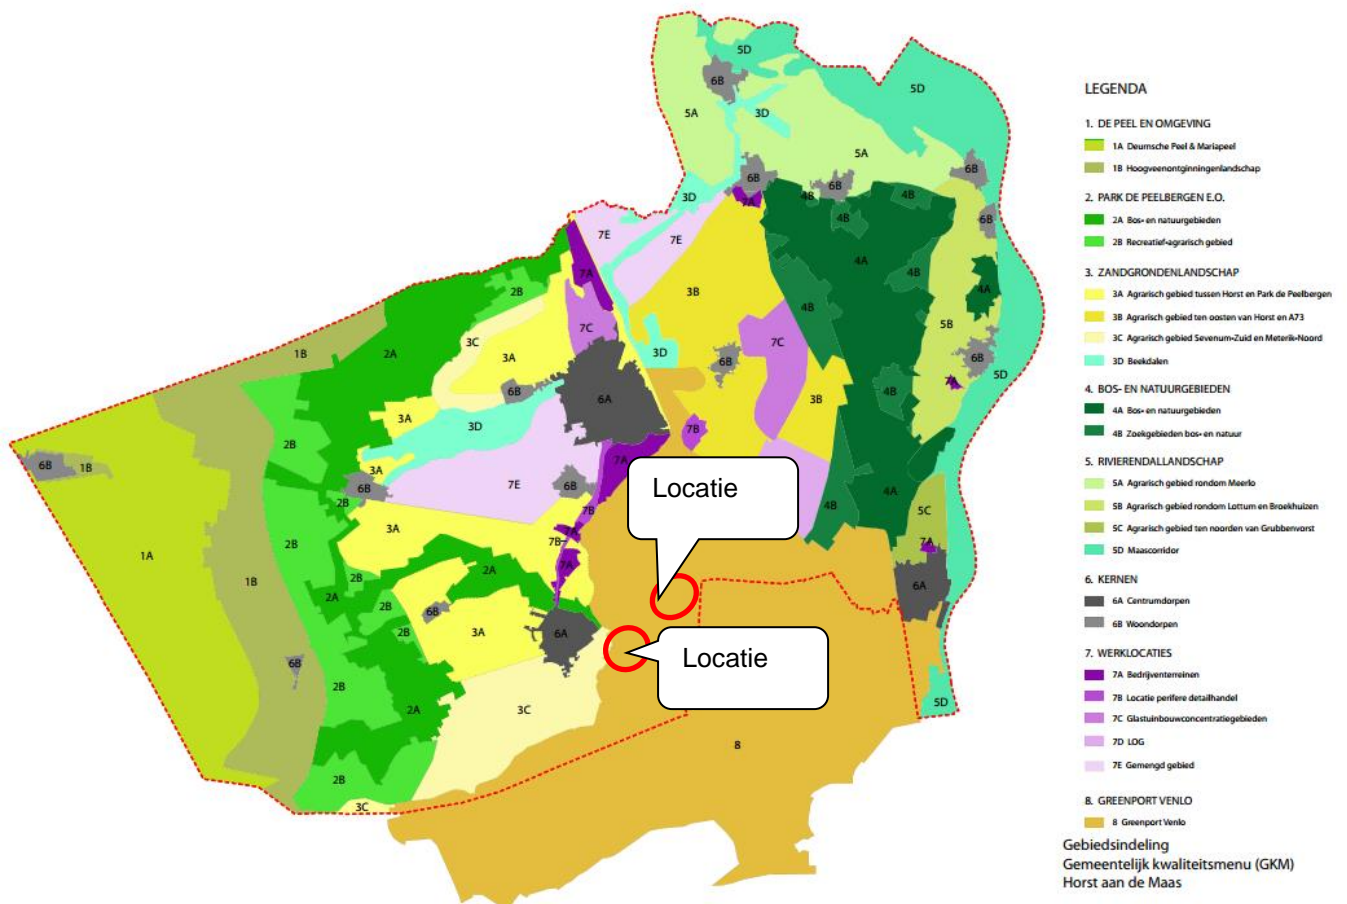 5D
6B
5D
5A
3D
5A
6B
6B
6B
3D
4B
4B
7A
4B
6B
7E
7E
4A
4B
7A
4A
2B
3B
4B
7C
5B
7C
1B
2A
3C
3A
3D
6B
6B
5D
6B
7A
4B
6A
3B
3A
3D
7B
2B
7A
3A
6B
1B
6B
7E
6B
Locatie
4A
2B
4B
5C
7B
3A
7A
7B
7A
1A
2B
7A
2A
1B
2B
2A
2B
6B
6A
2B
3A
6A
6B
Locatie
2B
2A
3C
5D
8
2B
3C
LEGENDA
1. DE PEEL EN OMGEVING
1A Deurnsche Peel & Mariapeel
1B Hoogveenontginningenlandschap
2. PARK DE PEELBERGEN E.O.
2A Bos- en natuurgebieden
2B Recreatief-agrarisch gebied
3. ZANDGRONDENLANDSCHAP
3A Agrarisch gebied tussen Horst en Park de Peelbergen
3B Agrarisch gebied ten oosten van Horst en A73
3C Agrarisch gebied Sevenum-Zuid en Meterik-Noord
3D Beekdalen
4. BOS- EN NATUURGEBIEDEN
4A Bos- en natuurgebieden
4B Zoekgebieden bos- en natuur
5. RIVIERENDALLANDSCHAP
5A Agrarisch gebied rondom Meerlo
5B Agrarisch gebied rondom Lottum en Broekhuizen
5C Agrarisch gebied ten noorden van Grubbenvorst
5D Maascorridor
6. KERNEN
6A Centrumdorpen
6B Woondorpen
7. WERKLOCATIES
7A Bedrijventerreinen
7B Locatie perifere detailhandel
7C Glastuinbouwconcentratiegebieden
7D LOG
7E Gemengd gebied
8. GREENPORT VENLO
8 Greenport Venlo
Gebiedsindeling
Gemeentelijk kwaliteitsmenu (GKM)
Horst aan de Maas